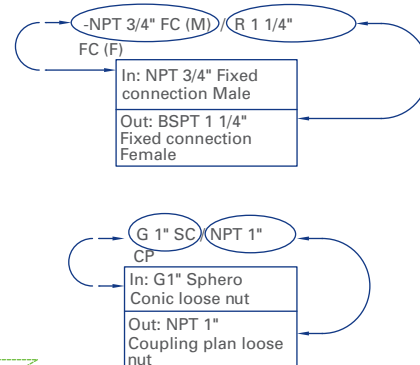 -NPT 3/4" FC (M) / R 1 1/4"
FC (F)
In: NPT 3/4" Fixed
connection Male
Out: BSPT 1 1/4"
Fixed connection
Female
G 1" SC / NPT 1"
CP
In: G1" Sphero
Conic loose nut
Out: NPT 1"
Coupling plan loose
nut